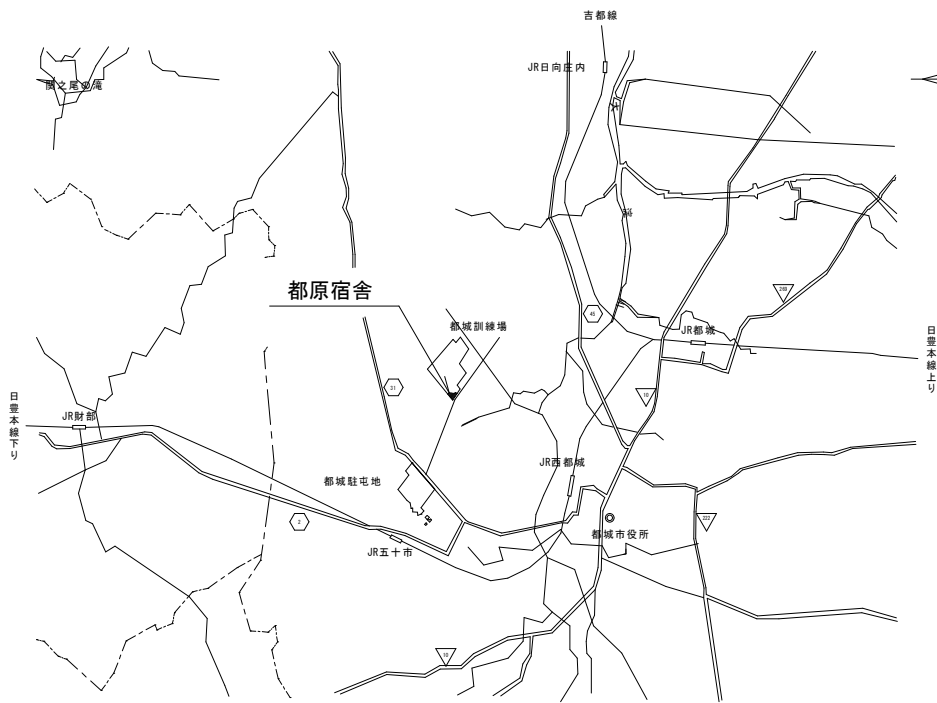 吉都線
JR日向庄内
関之尾の滝
都原宿舎
268
45
都城訓練場
JR都城
日豊本線上り
31
10
日豊本線下り
JR財部
JR西都城
都城駐屯地
2
222
都城市役所
JR五十市
10